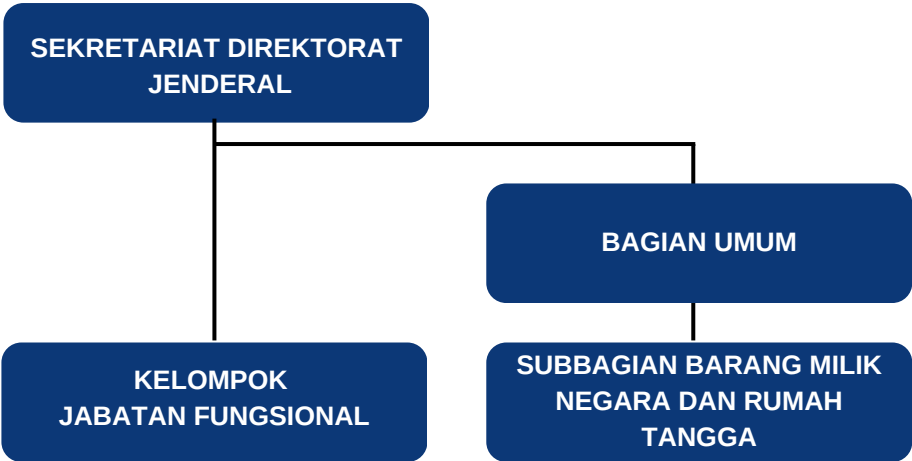 SEKRETARIAT DIREKTORAT
JENDERAL
BAGIAN UMUM
KELOMPOK
JABATAN FUNGSIONAL
SUBBAGIAN BARANG MILIK
NEGARA DAN RUMAH
TANGGA